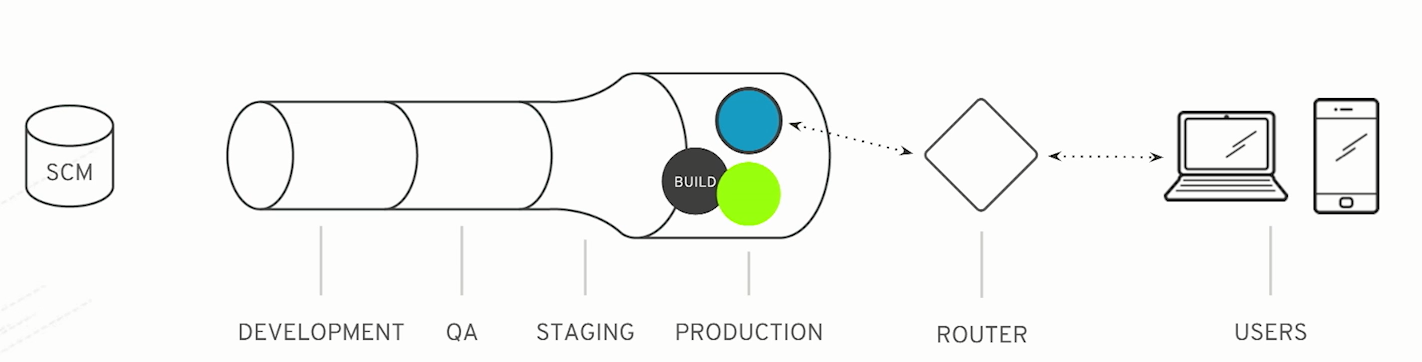 SCM
BUILD
DEVELOPMENT
QA
STAGING
PRODUCTION
ROUTER
USERS